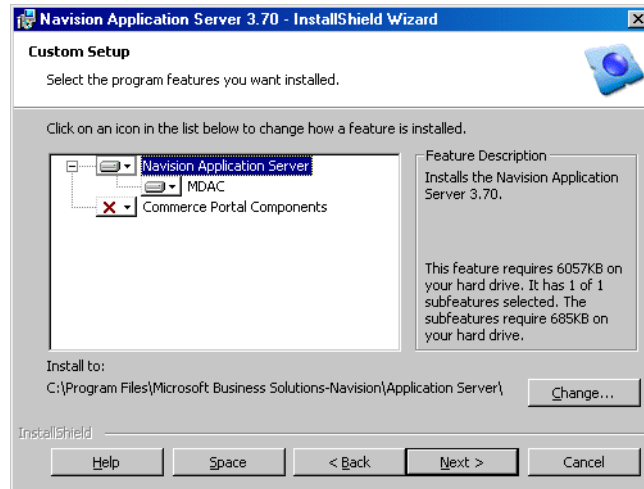 Navision Application Server 3.70 - InstallShield Wizard
Custom Setup
Select the program features you want installed.
Click on an icon in the list below to change how a feature is installed.
Navision Application Server
MDAC
Commerce Portal Components
Feature Description
Installs the Navision Application
Server 3.70.
This feature requires 6057KB on
your hard drive. It has 1 of 1
subfeatures selected. The
subfeatures require 685KB on
your hard drive.
Install to:
C:\Program Files\Microsoft Business Solutions-Navision\Application Server\
Change...
InstallShield
Help
Space
< Back
Next >
Cancel